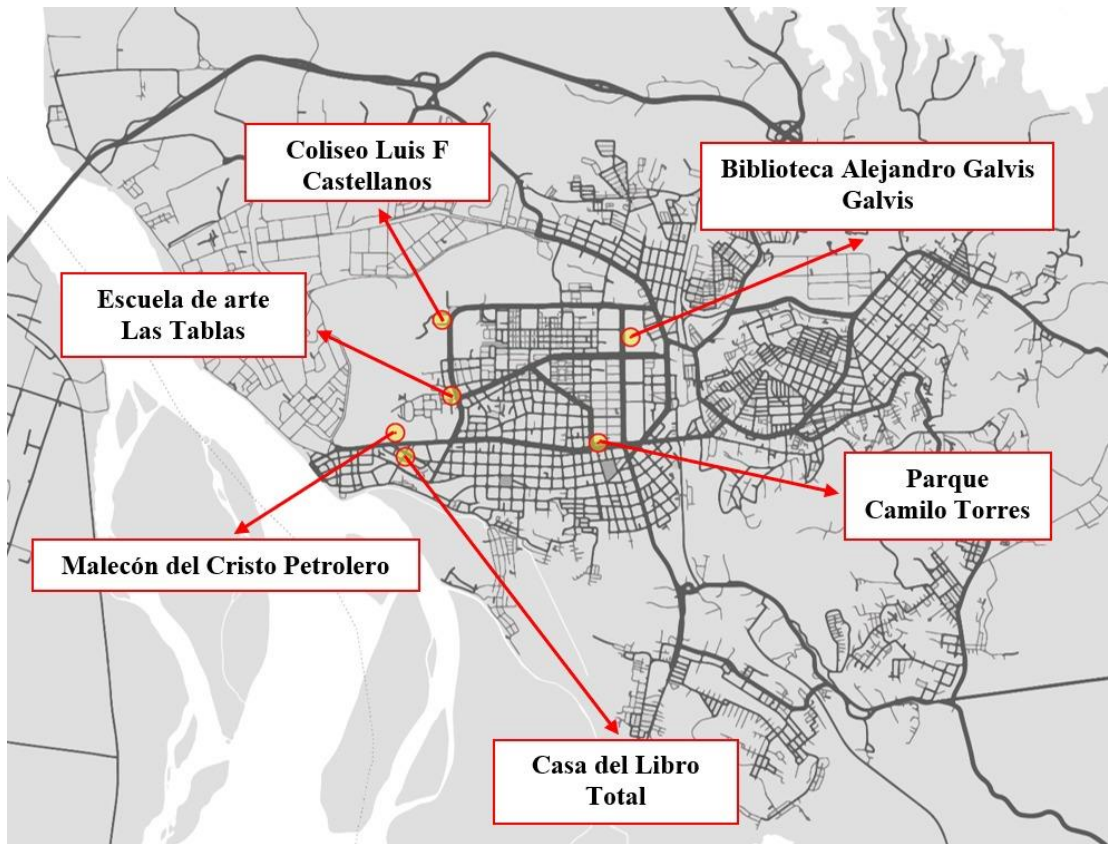 Coliseo Luis F
Castellanos
Biblioteca Alejandro Galvis
Galvis
Escuela de arte
Las Tablas
Parque
Camilo Torres
Malecón del Cristo Petrolero
Casa del Libro
Total